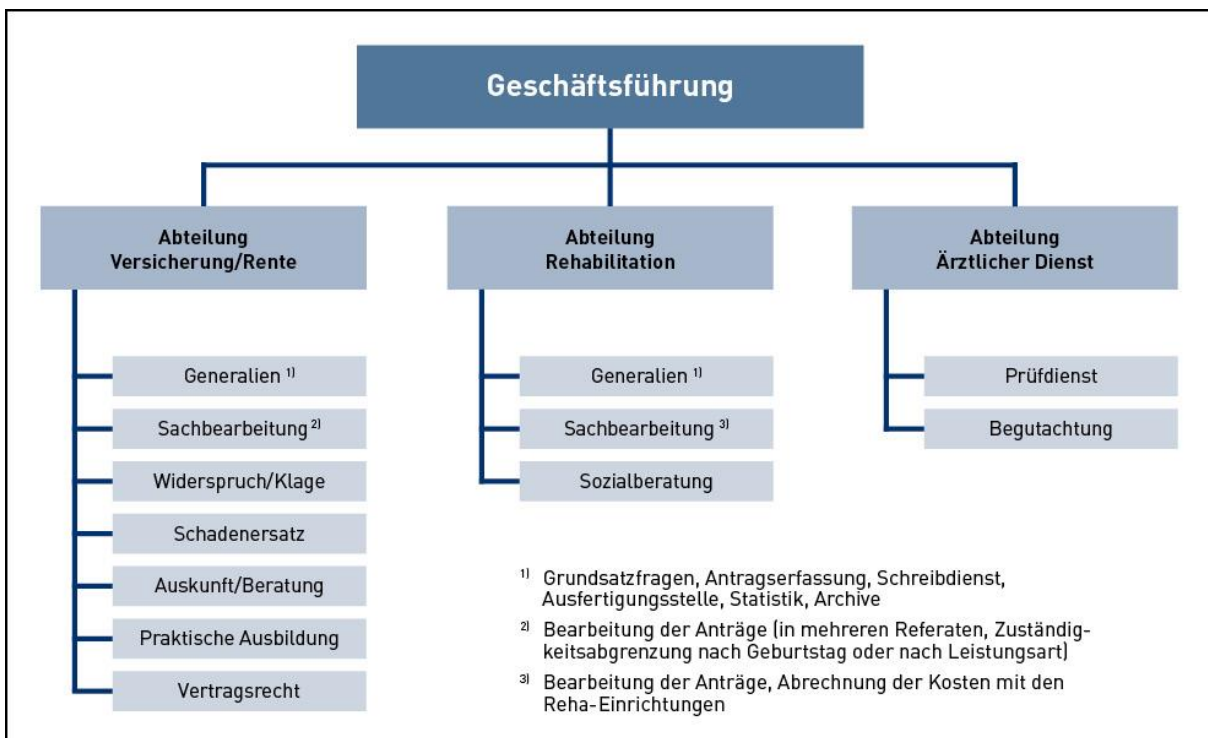 Geschäftsführung
Abteilung
Versicherung/Rente
Generalien ¹⁾
Sachbearbeitung ²⁾
Widerspruch/Klage
Schadenersatz
Auskunft/Beratung
Praktische Ausbildung
Vertragsrecht
Abteilung
Rehabilitation
Generalien ¹⁾
Sachbearbeitung ³⁾
Sozialberatung
Abteilung
Ärztlicher Dienst
Prüfdienst
Begutachtung
¹⁾ Grundsatzfragen, Antragserfassung, Schreibdienst,
Ausfertigungsstelle, Statistik, Archive
²⁾ Bearbeitung der Anträge (in mehreren Referaten, Zuständig-
keitsabgrenzung nach Geburtstag oder nach Leistungsart)
³⁾ Bearbeitung der Anträge, Abrechnung der Kosten mit den
Reha-Einrichtungen